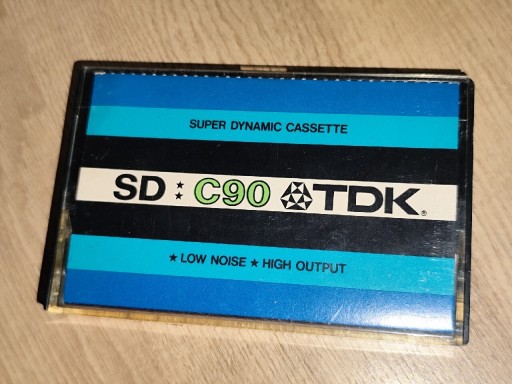 SUPER DYNAMIC CASSETTE
SD ★★ C90 TDK®
★ LOW NOISE ★ HIGH OUTPUT